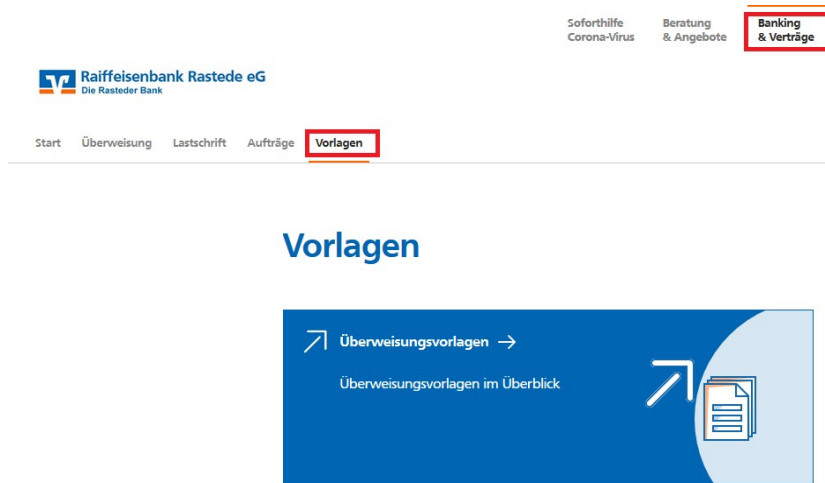 Soforthilfe
Corona-Virus
Beratung
& Angebote
Banking
& Verträge
Raiffeisenbank Rastede eG
Die Rasteder Bank
Start Überweisung Lastschrift Aufträge Vorlagen
Vorlagen
Überweisungsvorlagen →
Überweisungsvorlagen im Überblick